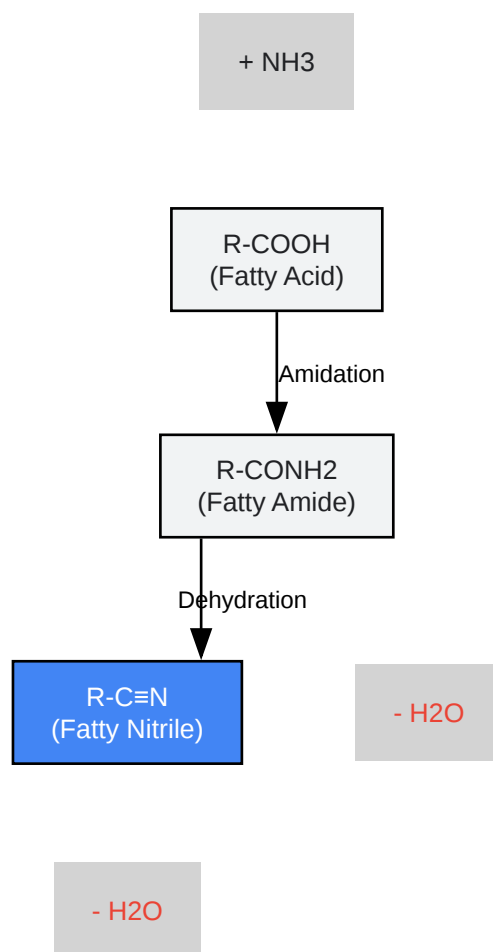 + NH3
R-COOH
(Fatty Acid)
Amidation
R-CONH2
(Fatty Amide)
Dehydration
R-C≡N
(Fatty Nitrile)
- H2O
- H2O